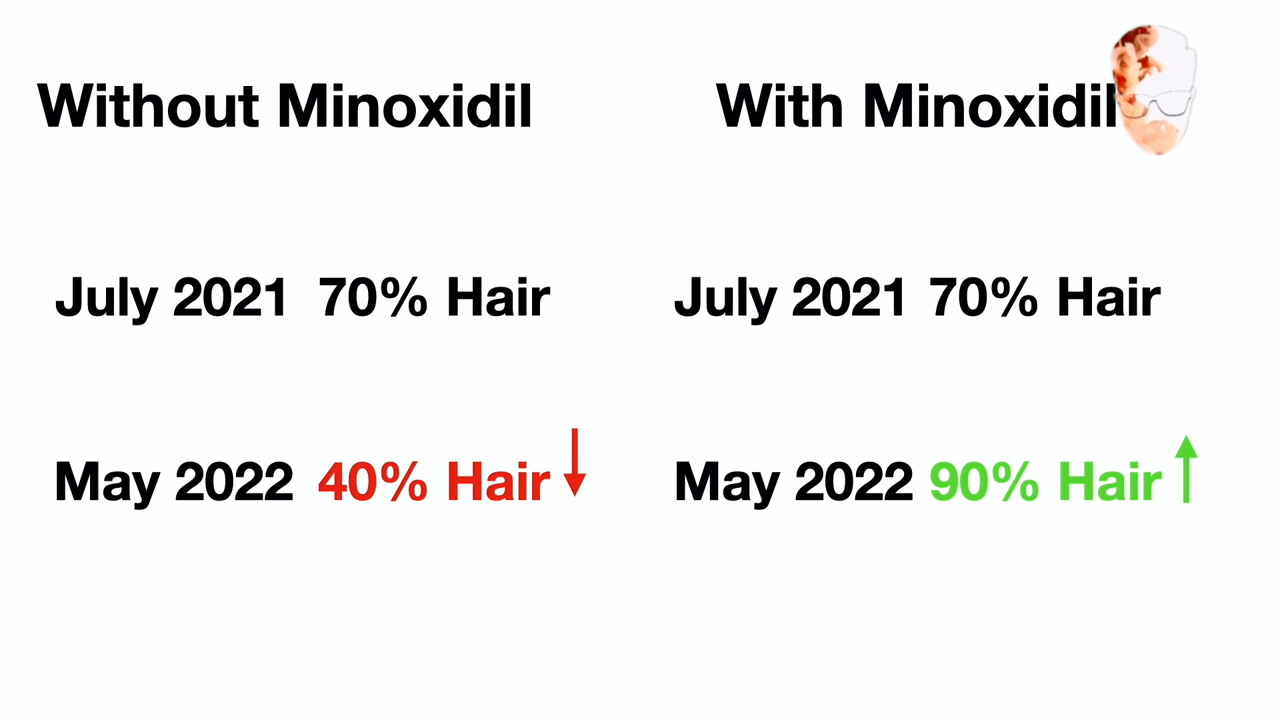 Without Minoxidil
With Minoxidil
July 2021 70% Hair
July 2021 70% Hair
May 2022 40% Hair
May 2022 90% Hair